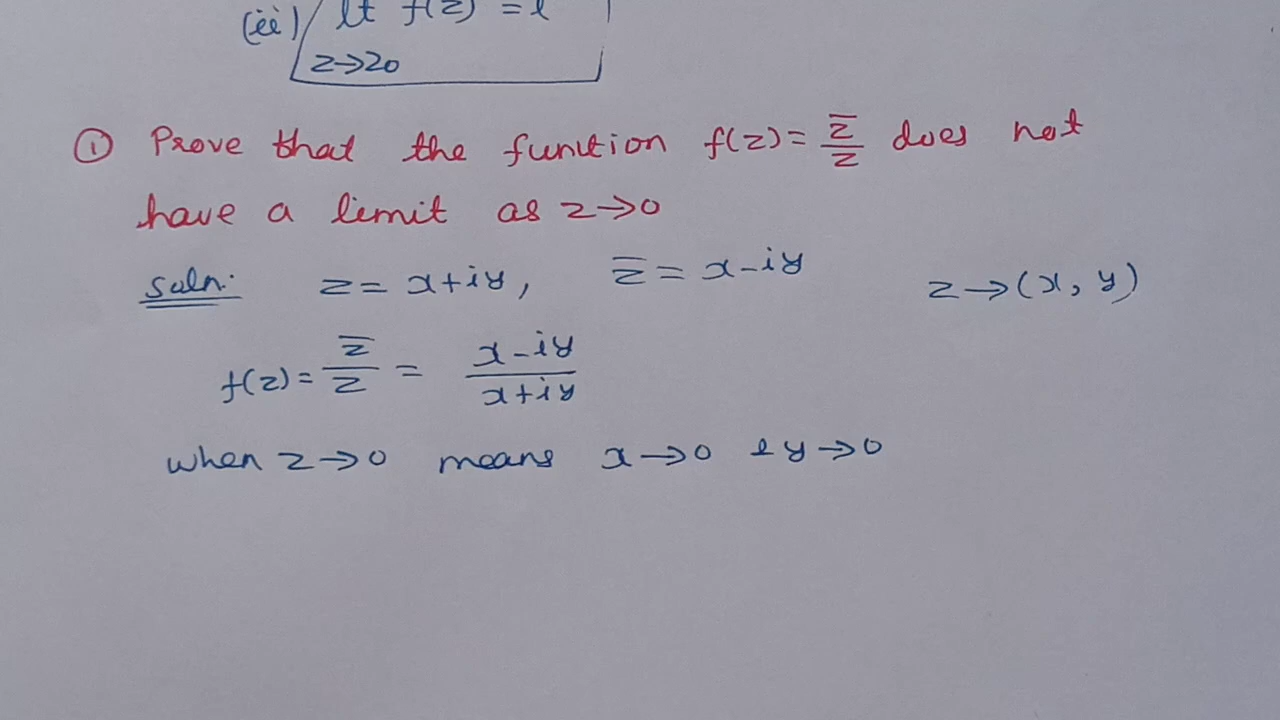 (ii) lt f(z) = l
z→z0
① Prove that the function f(z) = z̅/z does not
have a limit as z→0
Soln: z = x+iy, z̅ = x-iy z→(x, y)
f(z) = z̅/z = x-iy/x+iy
when z→0 means x→0 & y→0